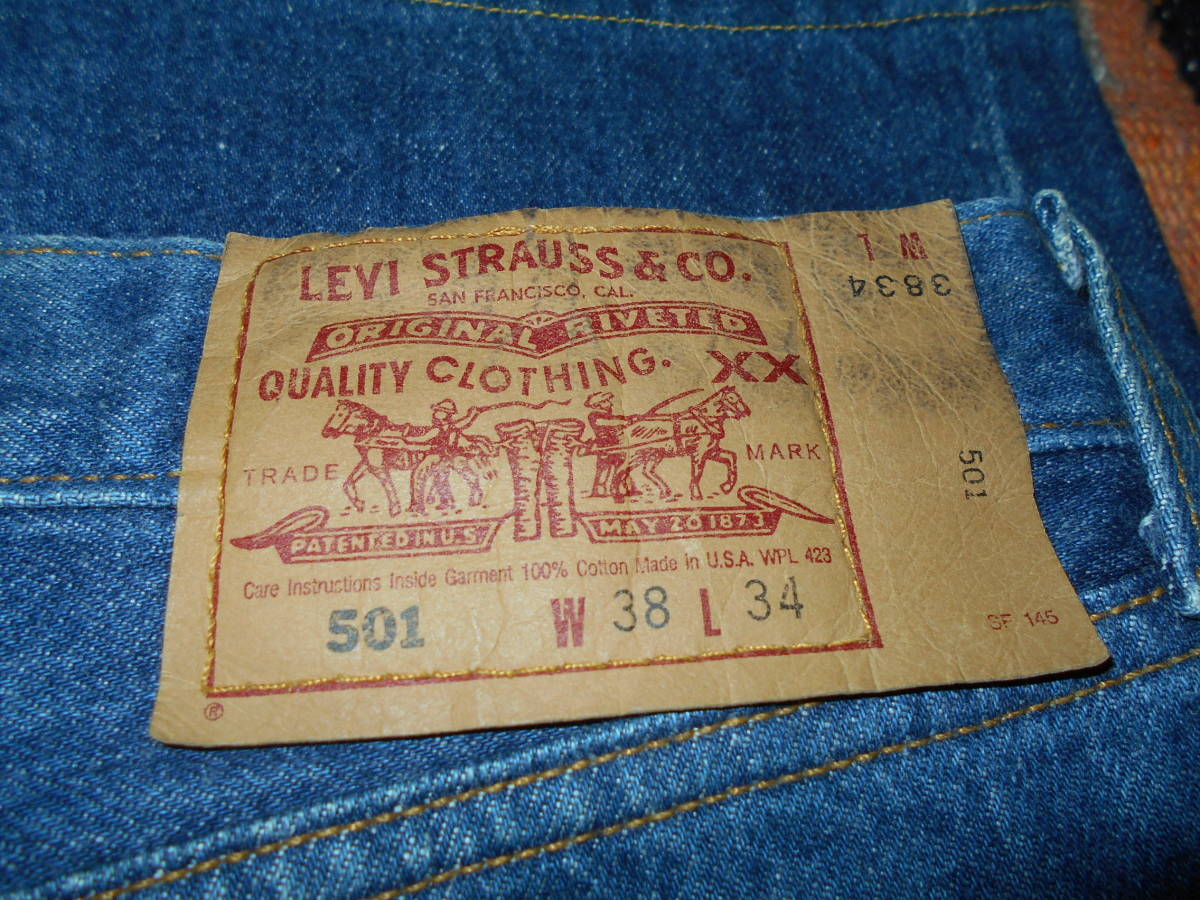 LEVI STRAUSS & CO.
SAN FRANCISCO, CAL.
ORIGINAL RIVETED
QUALITY CLOTHING. XX
TRADE MARK
PATENTED IN U.S. MAY 20 1873
Care Instructions Inside Garment 100% Cotton Made in U.S.A. WPL 423
501 W 38 L 34
®
W L
3834
501
SF 145